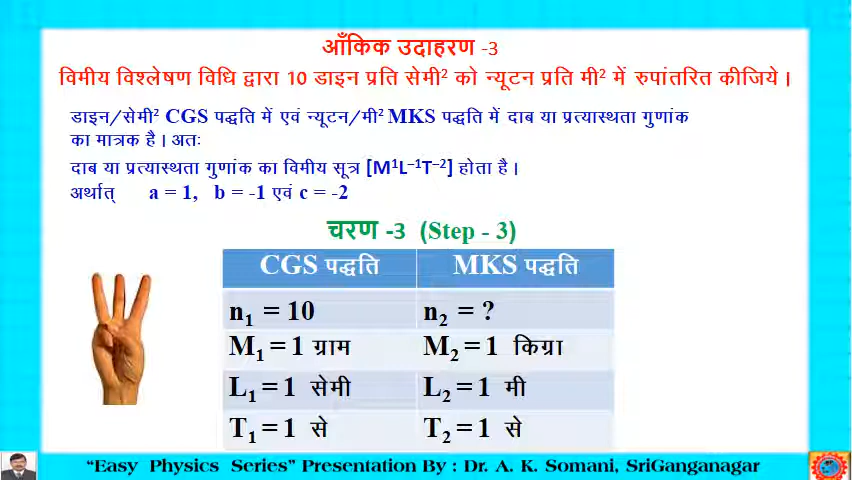 आँकिक उदाहरण -3
विमीय विश्लेषण विधि द्वारा 10 डाइन प्रति सेमी² को न्यूटन प्रति मी² में रुपांतरित कीजिये ।
डाइन/सेमी² CGS पद्धति में एवं न्यूटन/मी² MKS पद्धति में दाब या प्रत्यास्थता गुणांक
का मात्रक है । अतः
दाब या प्रत्यास्थता गुणांक का विमीय सूत्र [M¹L⁻¹T⁻²] होता है ।
अर्थात् a = 1, b = -1 एवं c = -2
चरण -3 (Step - 3)
CGS पद्धति MKS पद्धति
n₁ = 10 n₂ = ?
M₁ = 1 ग्राम M₂ = 1 किग्रा
L₁ = 1 सेमी L₂ = 1 मी
T₁ = 1 से T₂ = 1 से
“Easy Physics Series” Presentation By : Dr. A. K. Somani, SriGanganagar